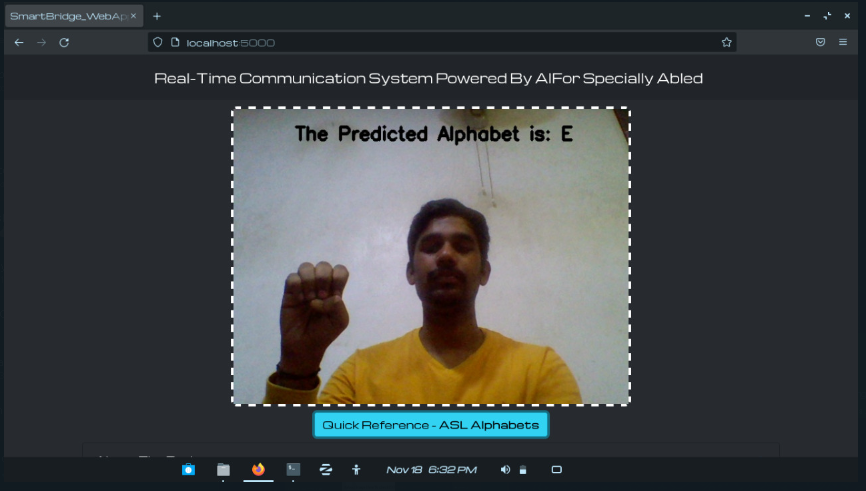 SmartBridge_WebAp
localhost:5000
Real-Time Communication System Powered By AIFor Specially Abled
The Predicted Alphabet is: E
Quick Reference - ASL Alphabets
Nov 18 6:32 PM